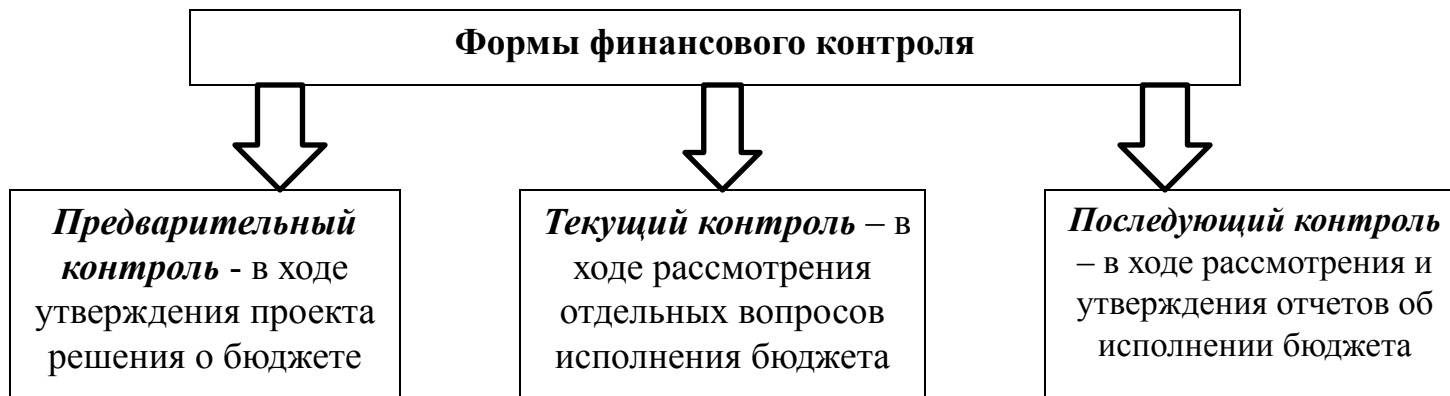 Формы финансового контроля
Предварительный
контроль - в ходе
утверждения проекта
решения о бюджете
Текущий контроль – в
ходе рассмотрения
отдельных вопросов
исполнения бюджета
Последующий контроль
– в ходе рассмотрения и
утверждения отчетов об
исполнении бюджета